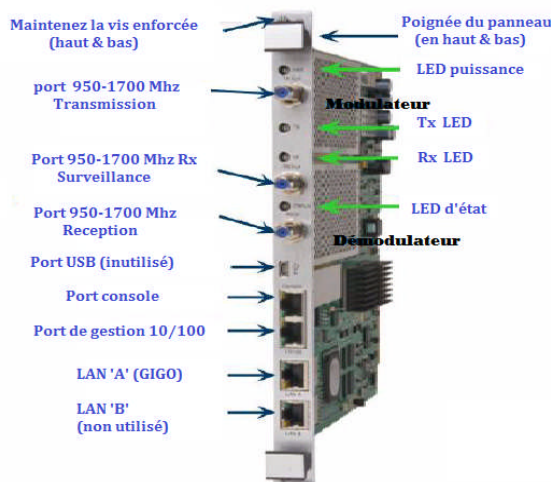 Maintenez la vis enforcée
(haut & bas)
Poignée du panneau
(en haut & bas)
LED puissance
port 950-1700 Mhz
Transmission
Modulateur
Tx LED
Port 950-1700 Mhz Rx
Surveillance
Rx LED
Port 950-1700 Mhz
Reception
LED d'état
Démodulateur
Port USB (inutilisé)
Port console
Port de gestion 10/100
LAN 'A' (GIGO)
LAN A
LAN 'B'
(non utilisé)
LAN B